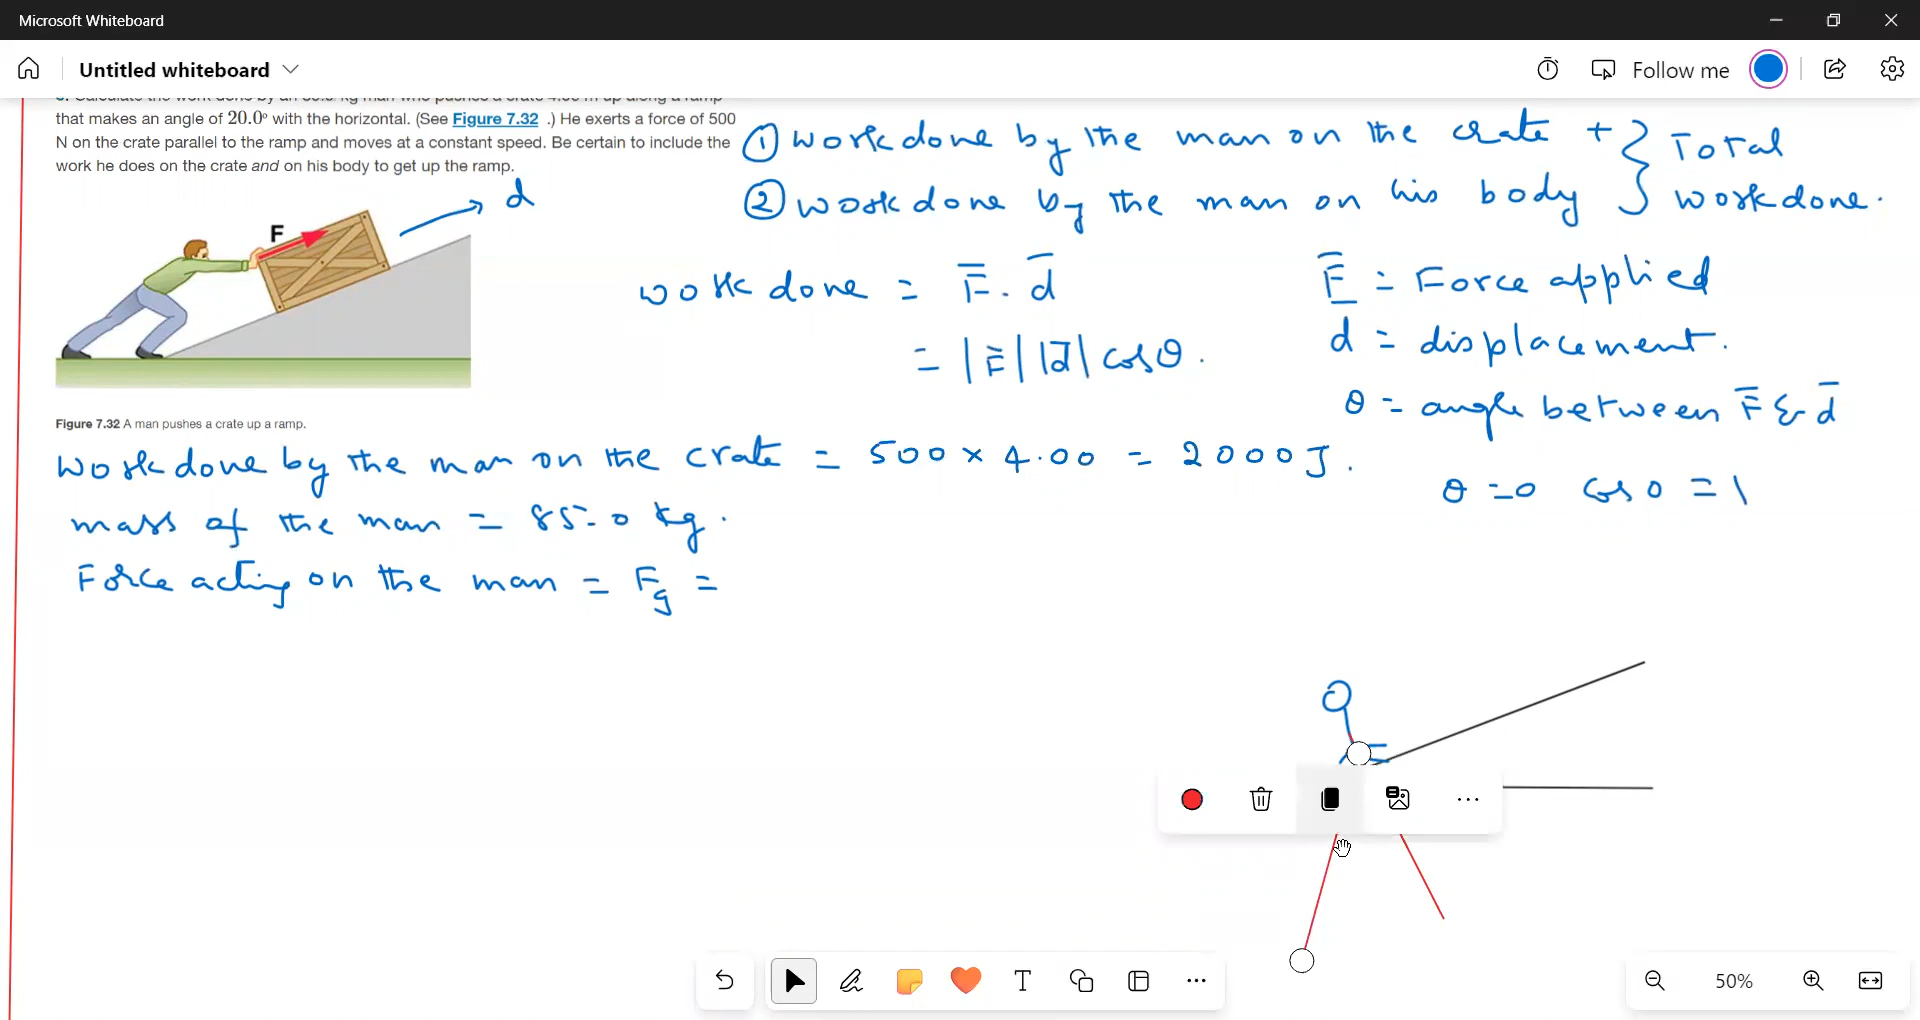 Microsoft Whiteboard
Untitled whiteboard
Follow me
that makes an angle of 20.0° with the horizontal. (See Figure 7.32 .) He exerts a force of 500
N on the crate parallel to the ramp and moves at a constant speed. Be certain to include the
work he does on the crate and on his body to get up the ramp.
① work done by the man on the crate + } Total
② work done by the man on his body } work done.
F
d
work done = F̅ . d̅
= |F̅| |d̅| cosθ .
F̅ = Force applied
d = displacement.
θ = angle between F̅ & d̅
θ = 0 cos 0 = 1
Figure 7.32 A man pushes a crate up a ramp.
work done by the man on the crate = 500 × 4.00 = 2000 J.
mass of the man = 85.0 kg.
Force acting on the man = Fg =
50%